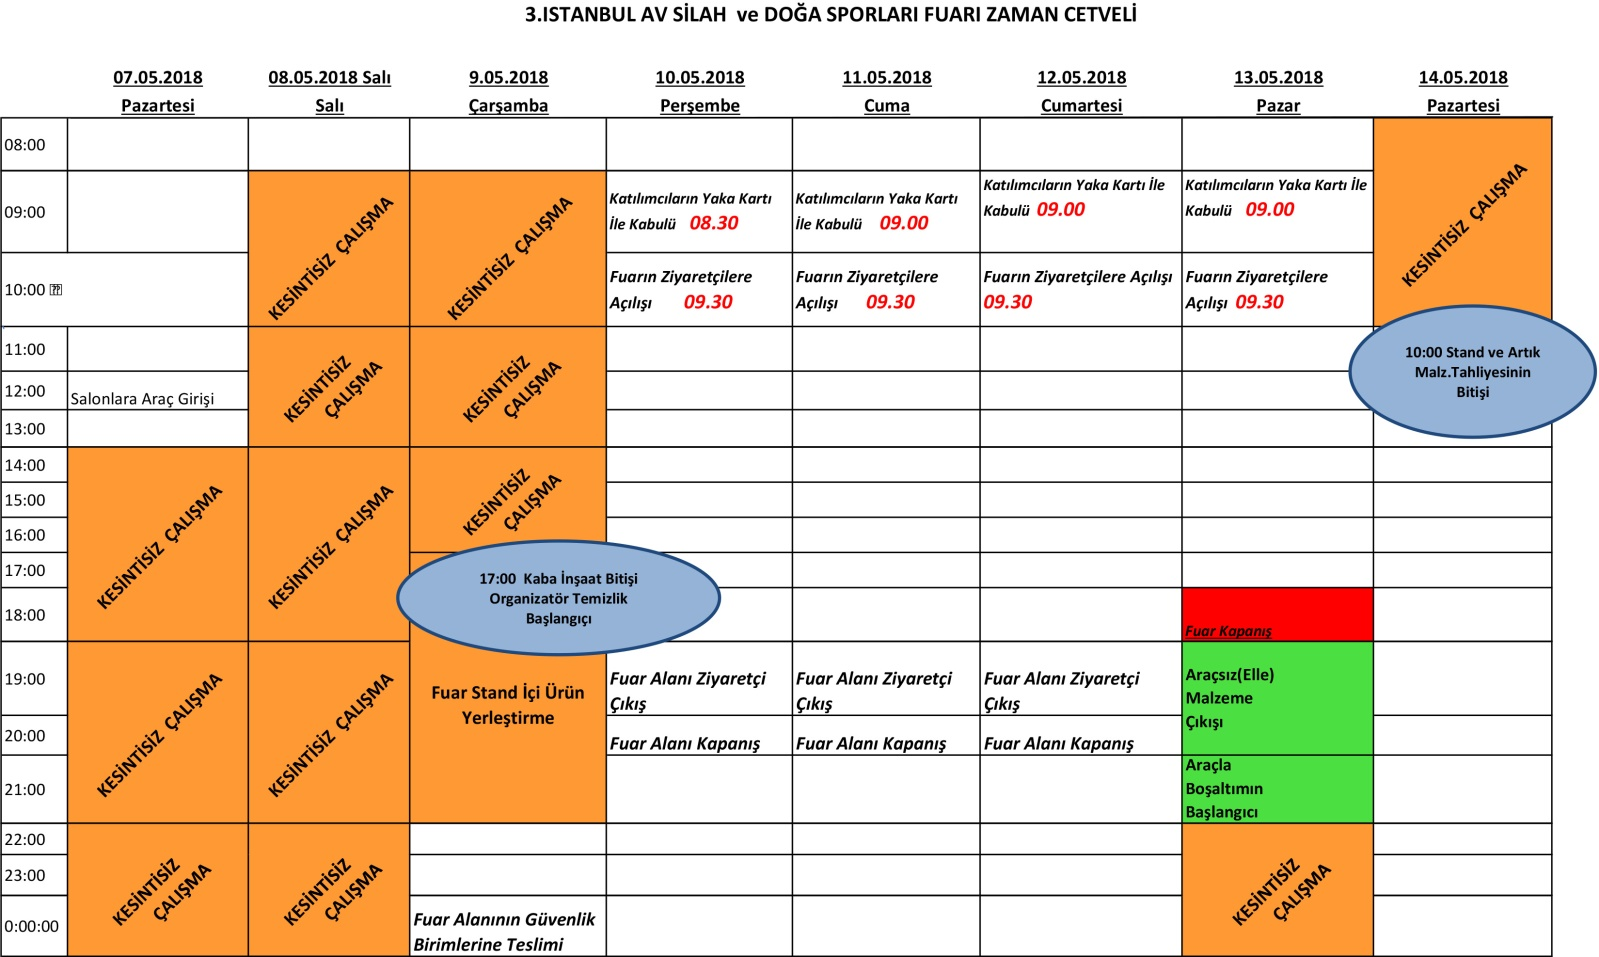 3.ISTANBUL AV SİLAH ve DOĞA SPORLARI FUARI ZAMAN CETVELİ
07.05.2018 08.05.2018 Salı 9.05.2018 10.05.2018 11.05.2018 12.05.2018 13.05.2018 14.05.2018
Pazartesi Salı Çarşamba Perşembe Cuma Cumartesi Pazar Pazartesi
08:00
09:00
KESİNTİSİZ ÇALIŞMA
KESİNTİSİZ ÇALIŞMA
Katılımcıların Yaka Kartı
İle Kabulü 08.30
Katılımcıların Yaka Kartı
İle Kabulü 09.00
Katılımcıların Yaka Kartı İle
Kabulü 09.00
Katılımcıların Yaka Kartı İle
Kabulü 09.00
KESİNTİSİZ ÇALIŞMA
10:00
Fuarın Ziyaretçilere
Açılışı 09.30
Fuarın Ziyaretçilere
Açılışı 09.30
Fuarın Ziyaretçilere Açılışı
09.30
Fuarın Ziyaretçilere
Açılışı 09.30
11:00
KESİNTİSİZ
ÇALIŞMA
KESİNTİSİZ
ÇALIŞMA
10:00 Stand ve Artık
Malz.Tahliyesinin
Bitişi
12:00
Salonlara Araç Girişi
13:00
14:00
KESİNTİSİZ ÇALIŞMA
KESİNTİSİZ ÇALIŞMA
KESİNTİSİZ
ÇALIŞMA
15:00
16:00
17:00
17:00 Kaba İnşaat Bitişi
Organizatör Temizlik
Başlangıçı
18:00
Fuar Kapanış
19:00
KESİNTİSİZ ÇALIŞMA
KESİNTİSİZ ÇALIŞMA
Fuar Stand İçi Ürün
Yerleştirme
Fuar Alanı Ziyaretçi
Çıkış
Fuar Alanı Ziyaretçi
Çıkış
Fuar Alanı Ziyaretçi
Çıkış
Araçsız(Elle)
Malzeme
Çıkışı
20:00
Fuar Alanı Kapanış
Fuar Alanı Kapanış
Fuar Alanı Kapanış
21:00
Araçla
Boşaltımın
Başlangıcı
22:00
KESİNTİSİZ
ÇALIŞMA
KESİNTİSİZ
ÇALIŞMA
KESİNTİSİZ
ÇALIŞMA
23:00
0:00:00
Fuar Alanının Güvenlik
Birimlerine Teslimi